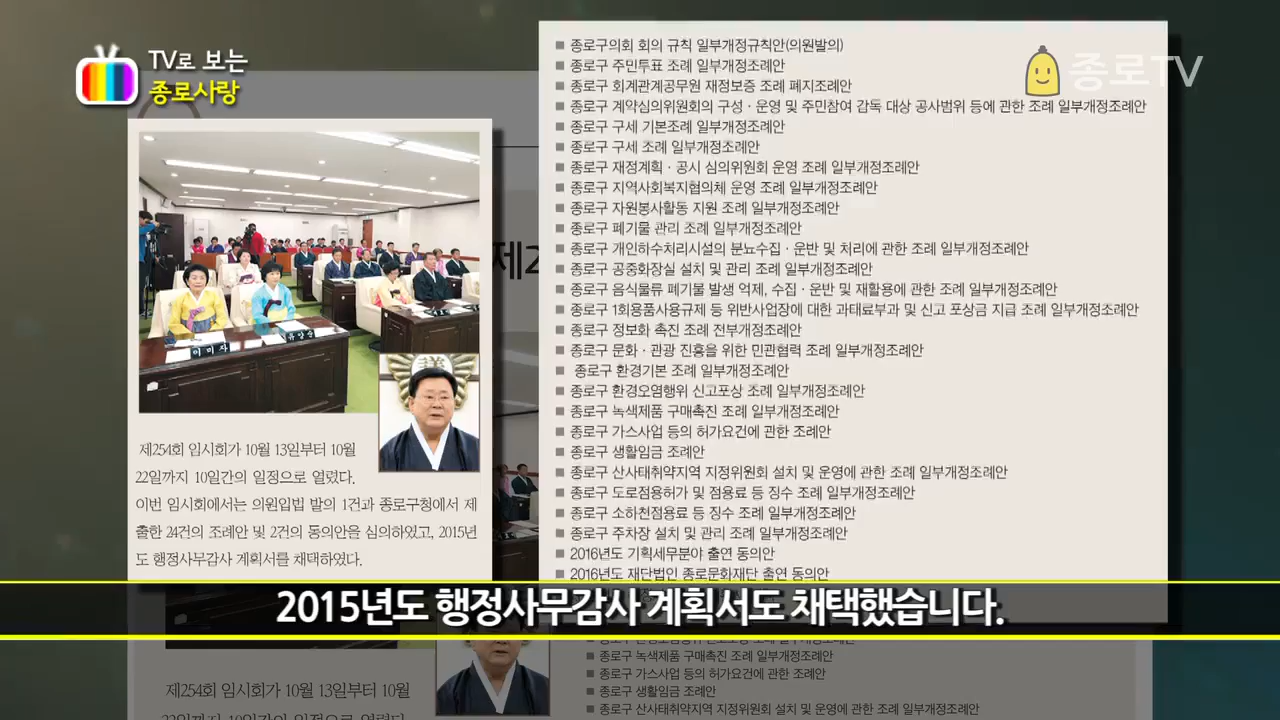 TV로 보는
종로사랑
종로TV
이미자
유양순
제254회 임시회가 10월 13일부터 10월
22일까지 10일간의 일정으로 열렸다.
이번 임시회에서는 의원입법 발의 1건과 종로구청에서 제
출한 24건의 조례안 및 2건의 동의안을 심의하였고, 2015년
도 행정사무감사 계획서를 채택하였다.
제2
■ 종로구의회 회의 규칙 일부개정규칙안(의원발의)
■ 종로구 주민투표 조례 일부개정조례안
■ 종로구 회계관계공무원 재정보증 조례 폐지조례안
■ 종로구 계약심의위원회의 구성 · 운영 및 주민참여 감독 대상 공사범위 등에 관한 조례 일부개정조례안
■ 종로구 구세 기본조례 일부개정조례안
■ 종로구 구세 조례 일부개정조례안
■ 종로구 재정계획 · 공시 심의위원회 운영 조례 일부개정조례안
■ 종로구 지역사회복지협의체 운영 조례 일부개정조례안
■ 종로구 자원봉사활동 지원 조례 일부개정조례안
■ 종로구 폐기물 관리 조례 일부개정조례안
■ 종로구 개인하수처리시설의 분뇨수집 · 운반 및 처리에 관한 조례 일부개정조례안
■ 종로구 공중화장실 설치 및 관리 조례 일부개정조례안
■ 종로구 음식물류 폐기물 발생 억제, 수집 · 운반 및 재활용에 관한 조례 일부개정조례안
■ 종로구 1회용품사용규제 등 위반사업장에 대한 과태료부과 및 신고 포상금 지급 조례 일부개정조례안
■ 종로구 정보화 촉진 조례 전부개정조례안
■ 종로구 문화 · 관광 진흥을 위한 민관협력 조례 일부개정조례안
■ 종로구 환경기본 조례 일부개정조례안
■ 종로구 환경오염행위 신고포상 조례 일부개정조례안
■ 종로구 녹색제품 구매촉진 조례 일부개정조례안
■ 종로구 가스사업 등의 허가요건에 관한 조례안
■ 종로구 생활임금 조례안
■ 종로구 산사태취약지역 지정위원회 설치 및 운영에 관한 조례 일부개정조례안
■ 종로구 도로점용허가 및 점용료 등 징수 조례 일부개정조례안
■ 종로구 소하천점용료 등 징수 조례 일부개정조례안
■ 종로구 주차장 설치 및 관리 조례 일부개정조례안
■ 2016년도 기획세무분야 출연 동의안
■ 2016년도 재단법인 종로문화재단 출연 동의안
2015년도 행정사무감사 계획서도 채택했습니다.
■ 종로구 녹색제품 구매촉진 조례 일부개정조례안
■ 종로구 가스사업 등의 허가요건에 관한 조례안
■ 종로구 생활임금 조례안
■ 종로구 산사태취약지역 지정위원회 설치 및 운영에 관한 조례 일부개정조례안
제254회 임시회가 10월 13일부터 10월
22일까지 10일간의 일정으로 열렸다.